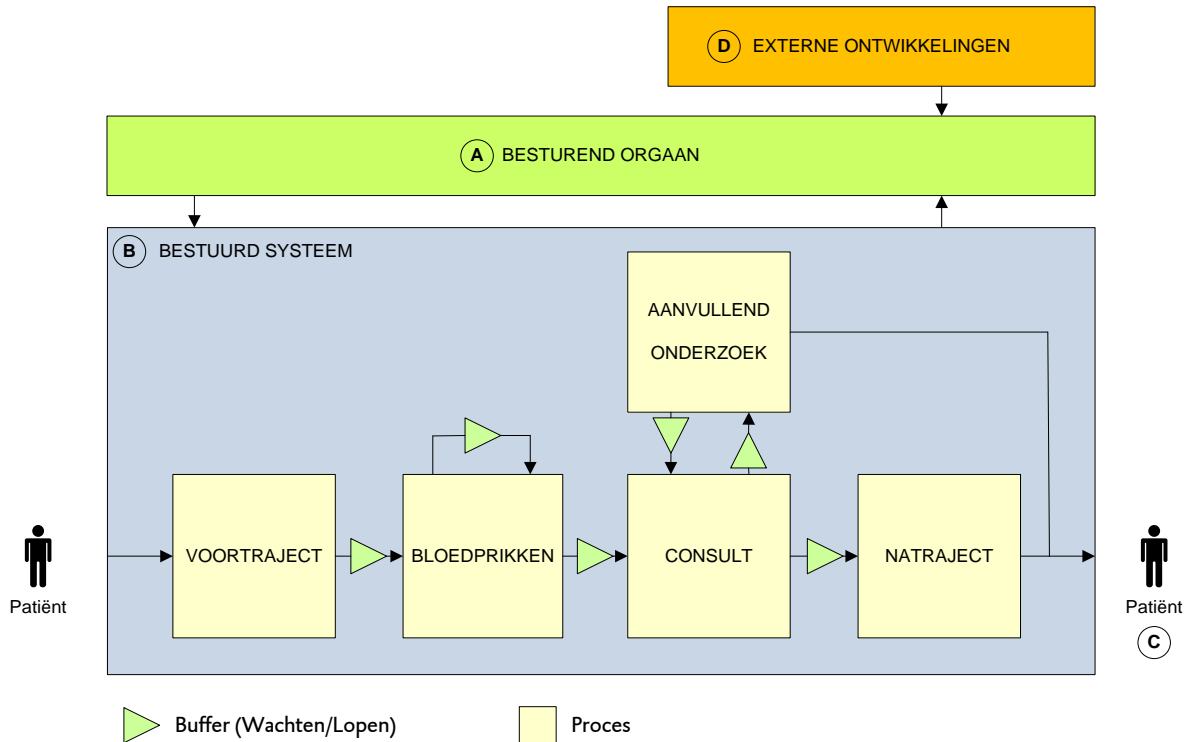 D EXTERNE ONTWIKKELINGEN
A BESTUREND ORGAAN
B BESTUURD SYSTEEM
AANVULLEND
ONDERZOEK
VOORTRAJECT
BLOEDPRIKKEN
CONSULT
NATRAJECT
Patiënt
Patiënt
C
Buffer (Wachten/Lopen)
Proces